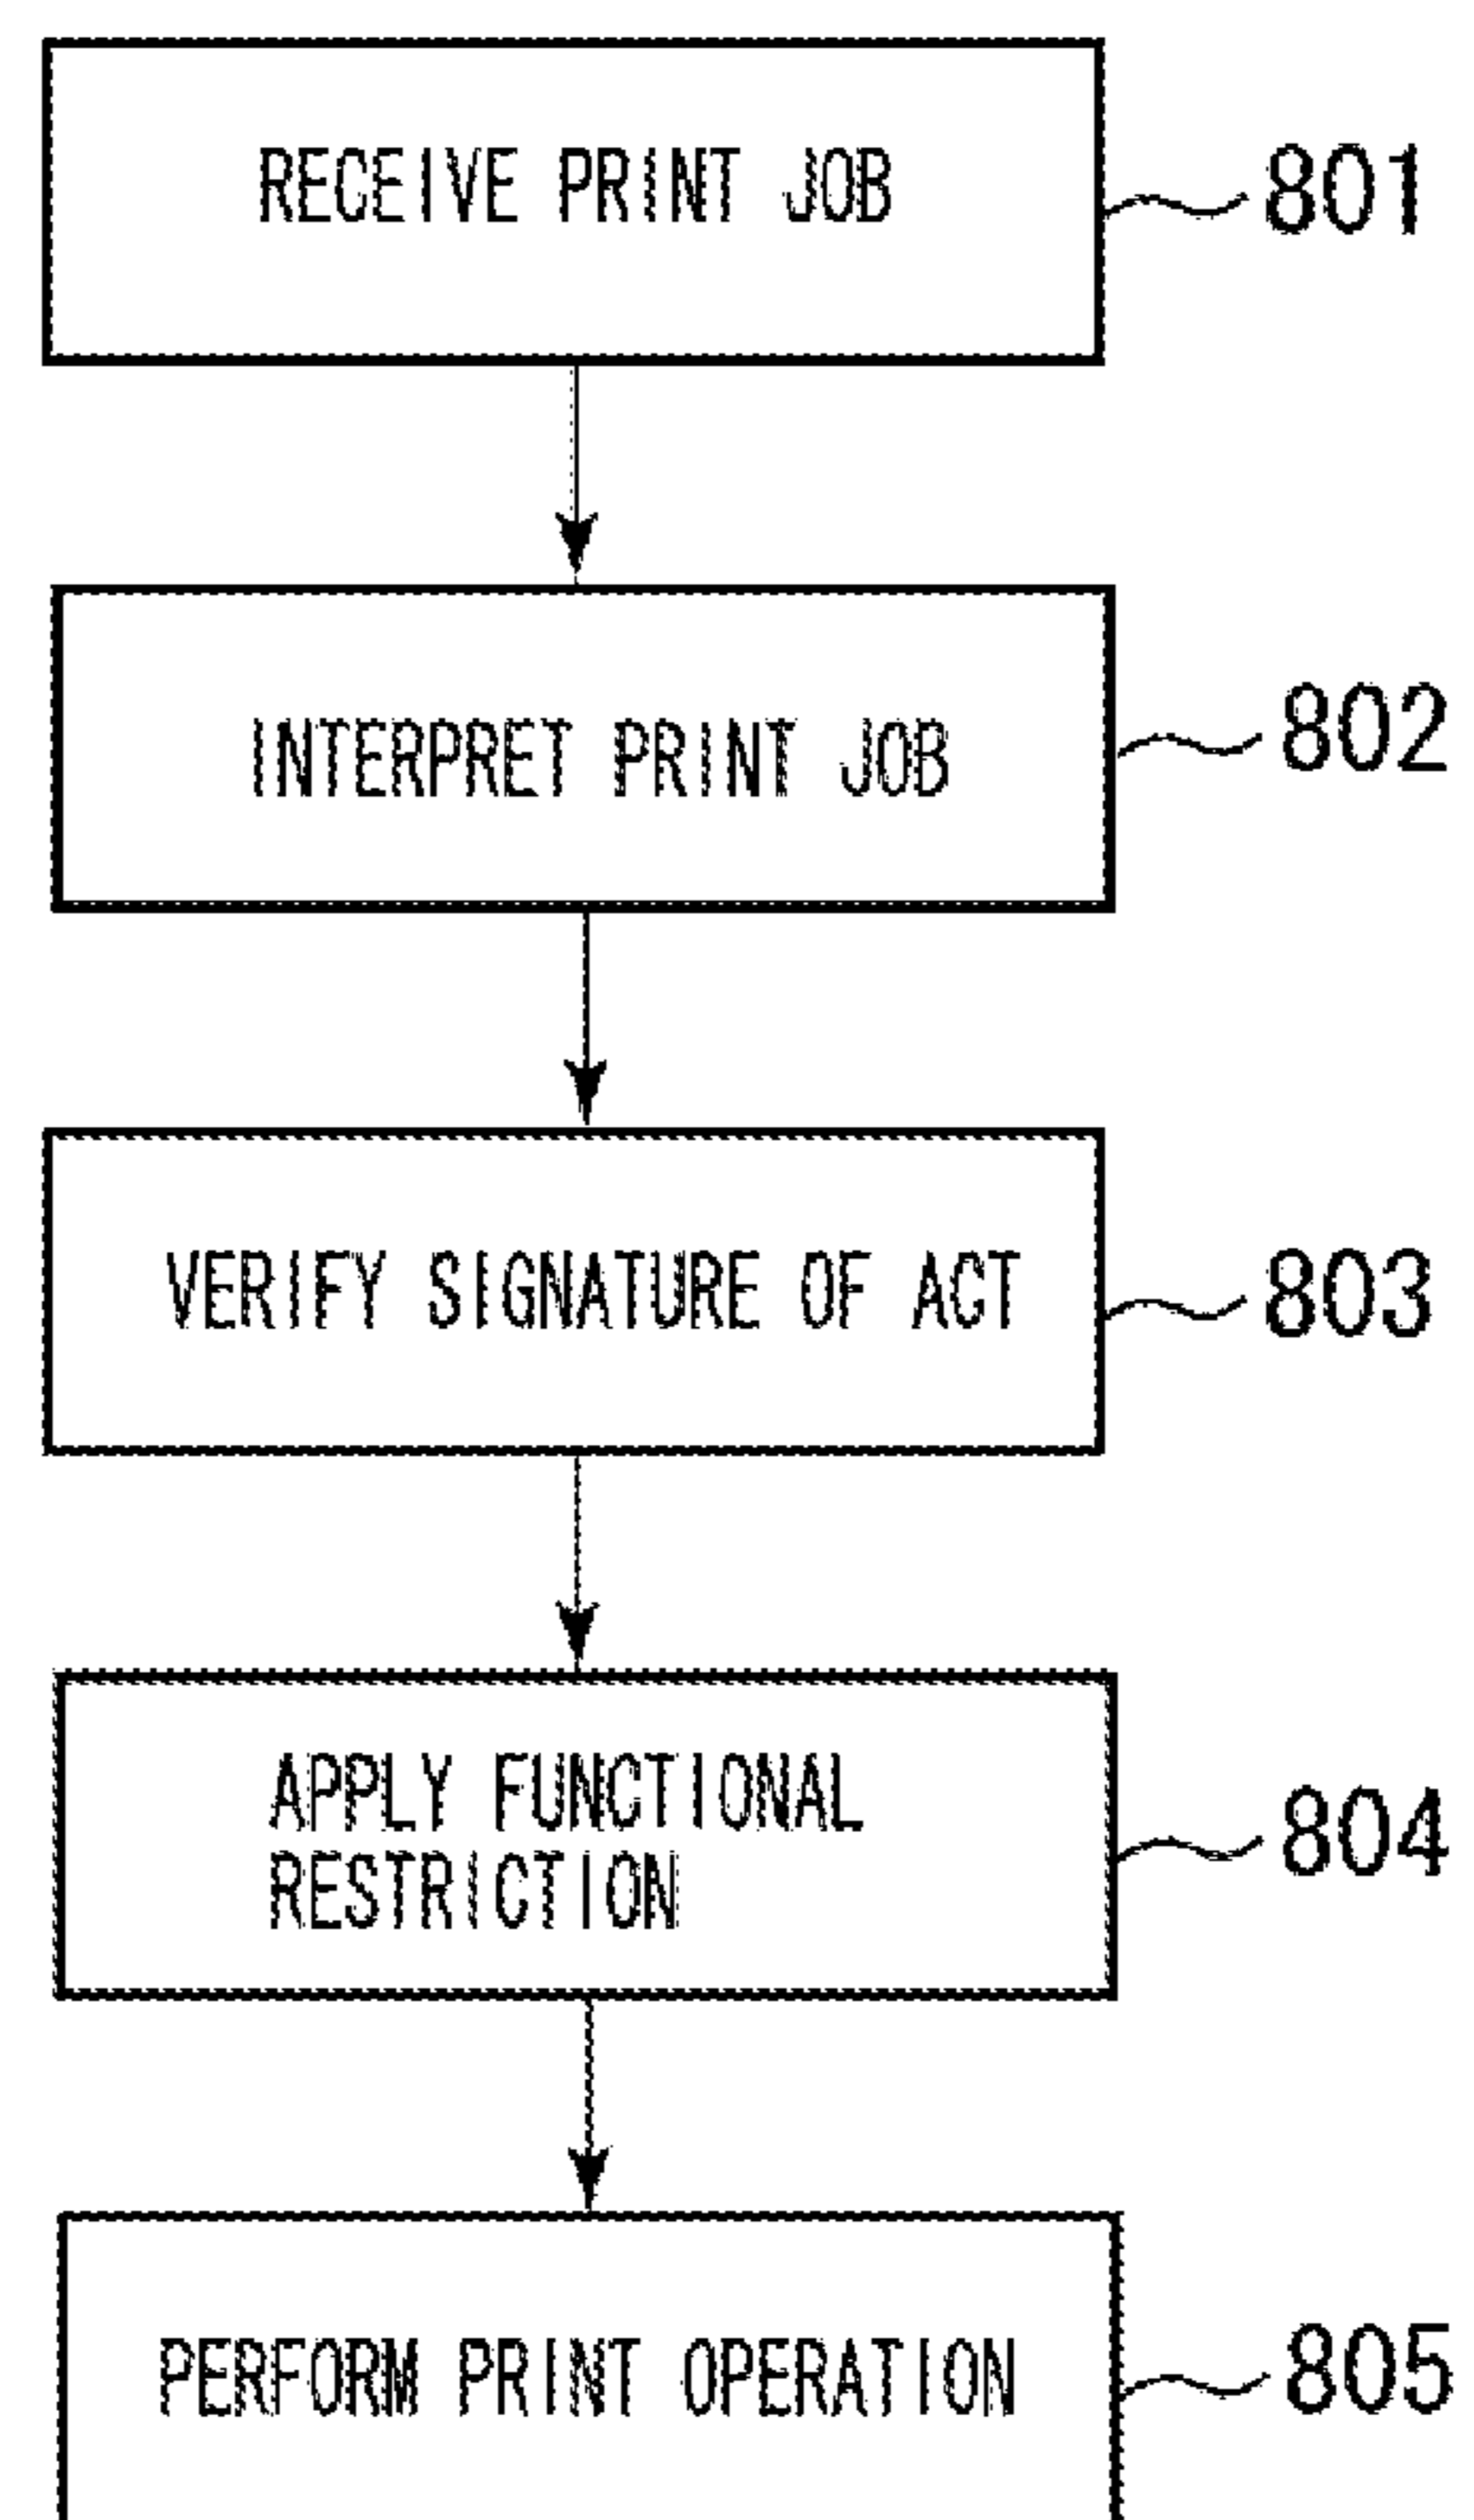 RECEIVE PRINT JOB
801
INTERPRET PRINT JOB
802
VERIFY SIGNATURE OF ACT
803
APPLY FUNCTIONAL
RESTRICTION
804
PERFORM PRINT OPERATION
805